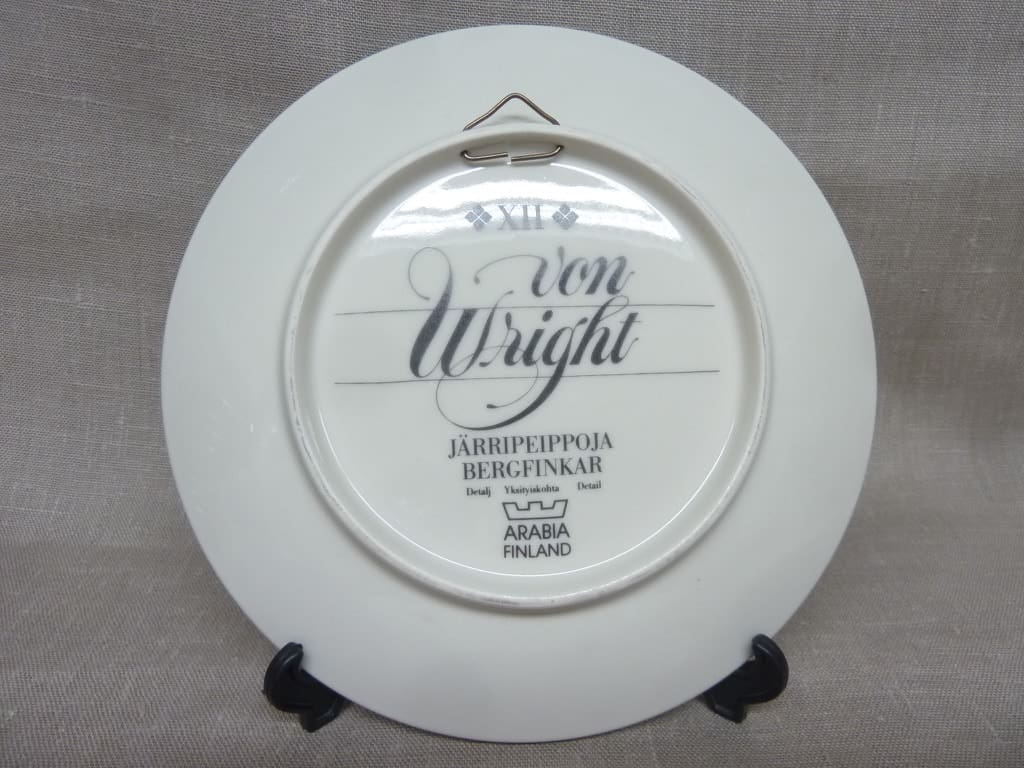 ❖ XII ❖
von
Wright
JÄRRIPEIPPOJA
BERGFINKAR
Detalj Yksityiskohta Detail
ARABIA
FINLAND